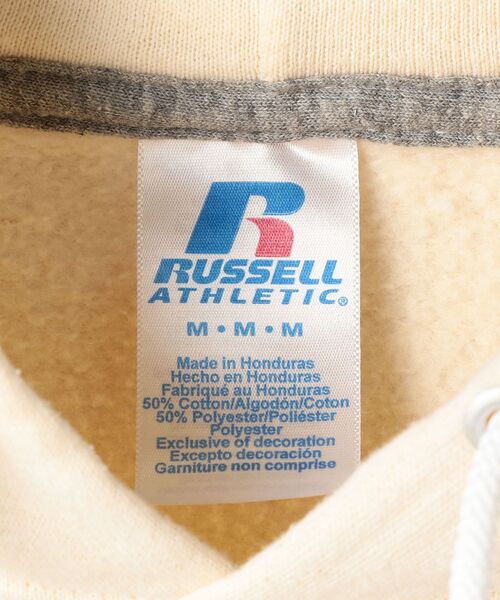 RUSSELL
ATHLETIC®
M • M • M
Made in Honduras
Hecho en Honduras
Fabriqué au Honduras
50% Cotton/Algodón/Coton
50% Polyester/Poliéster
Polyester
Exclusive of decoration
Excepto decoración
Garniture non comprise